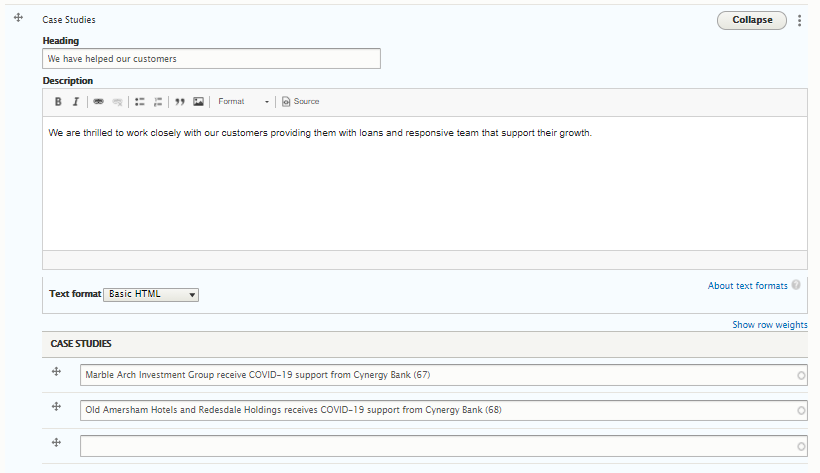 Case Studies
Collapse
Heading
We have helped our customers
Description
B I Format Source
We are thrilled to work closely with our customers providing them with loans and responsive team that support their growth.
About text formats ?
Text format Basic HTML
Show row weights
CASE STUDIES
Marble Arch Investment Group receive COVID-19 support from Cynergy Bank (67)
Old Amersham Hotels and Redesdale Holdings receives COVID-19 support from Cynergy Bank (68)